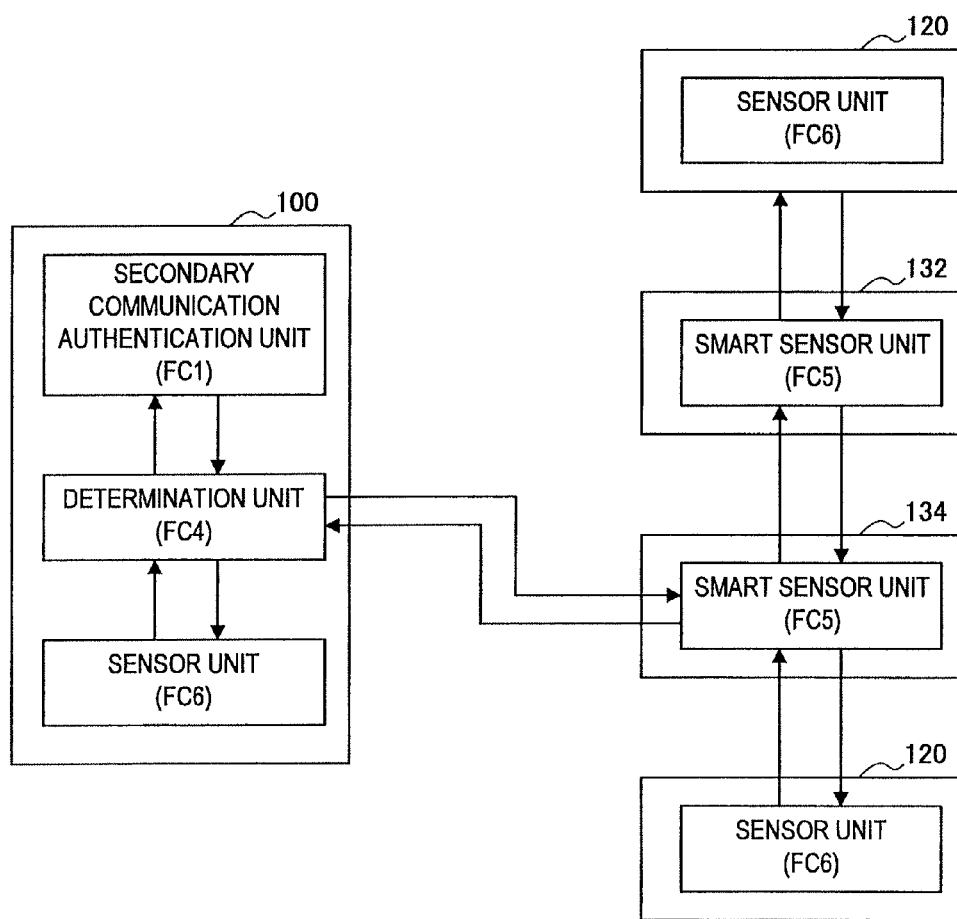 100
SECONDARY
COMMUNICATION
AUTHENTICATION UNIT
(FC1)
DETERMINATION UNIT
(FC4)
SENSOR UNIT
(FC6)
120
SENSOR UNIT
(FC6)
132
SMART SENSOR UNIT
(FC5)
134
SMART SENSOR UNIT
(FC5)
120
SENSOR UNIT
(FC6)